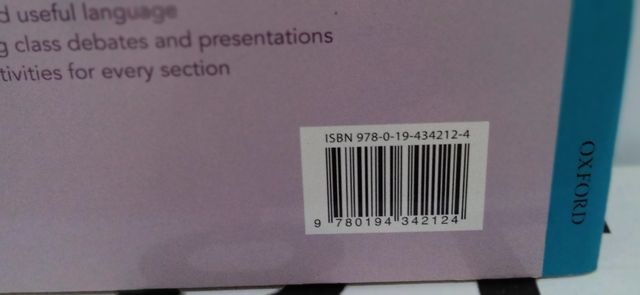 d useful language
g class debates and presentations
tivities for every section
ISBN 978-0-19-434212-4
9 780194 342124
OXFORD